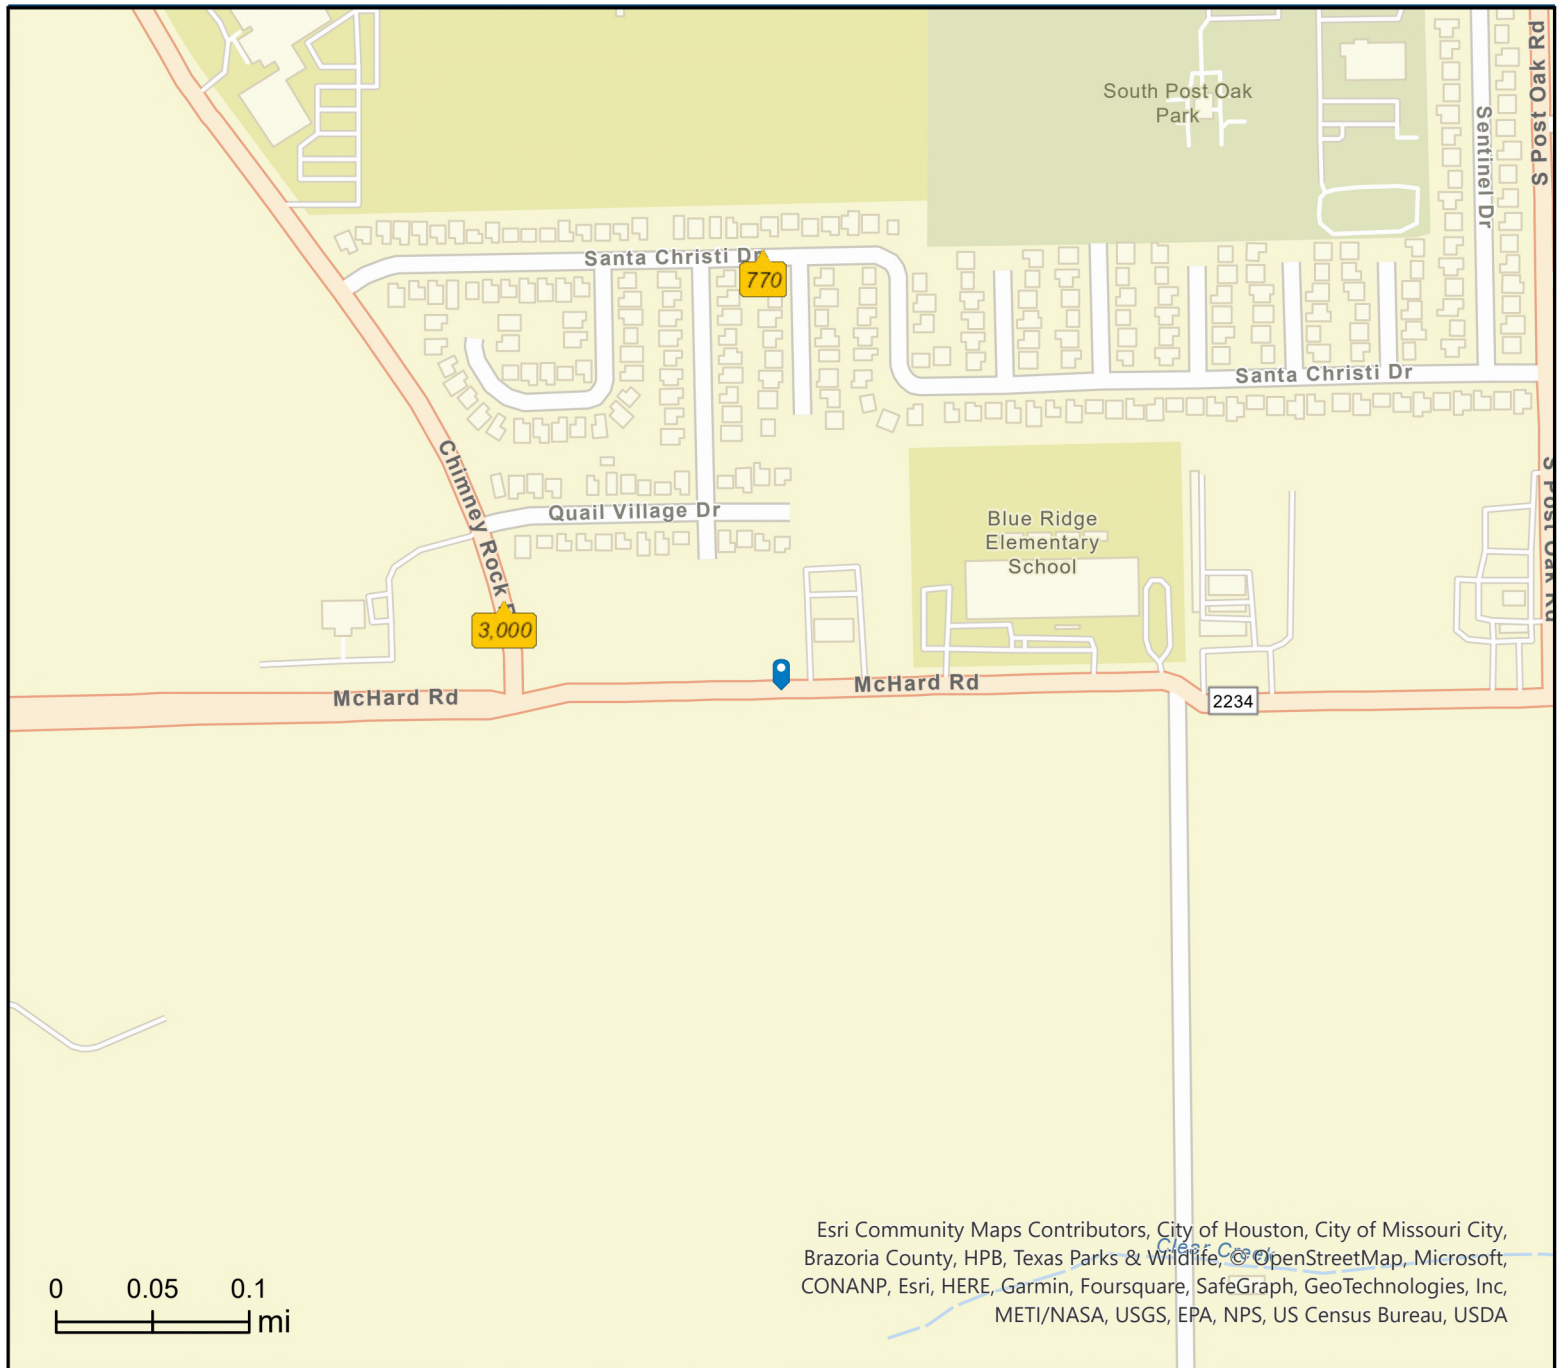 South Post Oak
Park
S Post Oak Rd
Sentinel Dr
Santa Christi Dr
770
Santa Christi Dr
Chimney Rock
Quail Village Dr
S Post Oak Rd
Blue Ridge
Elementary
School
3,000
McHard Rd
McHard Rd
2234
Clear Creek
Esri Community Maps Contributors, City of Houston, City of Missouri City,
Brazoria County, HPB, Texas Parks & Wildlife, © OpenStreetMap, Microsoft,
CONANP, Esri, HERE, Garmin, Foursquare, SafeGraph, GeoTechnologies, Inc,
METI/NASA, USGS, EPA, NPS, US Census Bureau, USDA
0 0.05 0.1
mi